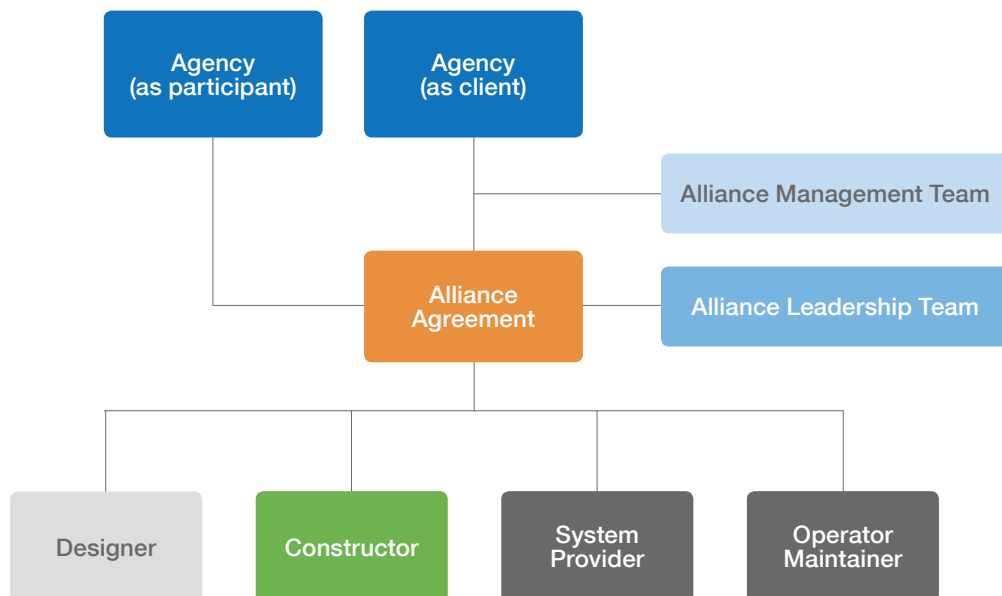 Agency
(as participant)
Agency
(as client)
Alliance Management Team
Alliance
Agreement
Alliance Leadership Team
Designer
Constructor
System
Provider
Operator
Maintainer